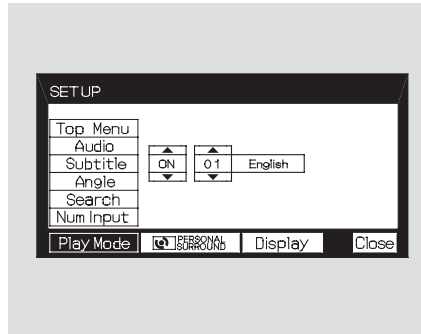 SETUP
Top Menu
Audio
Subtitle ON 01 English
Angle
Search
Num Input
Play Mode PERSONAL SURROUND Display Close